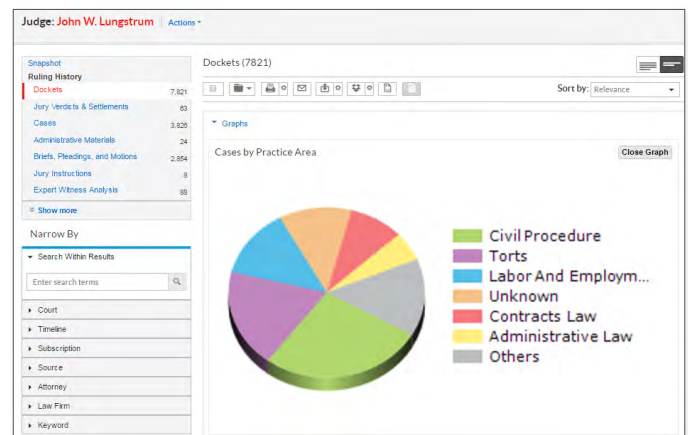 Judge: John W. Lungstrum Actions
Snapshot
Ruling History
Dockets 7,821
Jury Verdicts & Settlements 63
Cases 3,826
Administrative Materials 24
Briefs, Pleadings, and Motions 2,854
Jury Instructions
Expert Witness Analysis
Show more
Narrow By
Search Within Results
Enter search terms
Court
Timeline
Subscription
Source
Attorney
Law Firm
Keyword
Dockets (7821)
Sort by: Relevance
Graphs
Cases by Practice Area Close Graph
Civil Procedure
Torts
Labor And Employm...
Unknown
Contracts Law
Administrative Law
Others